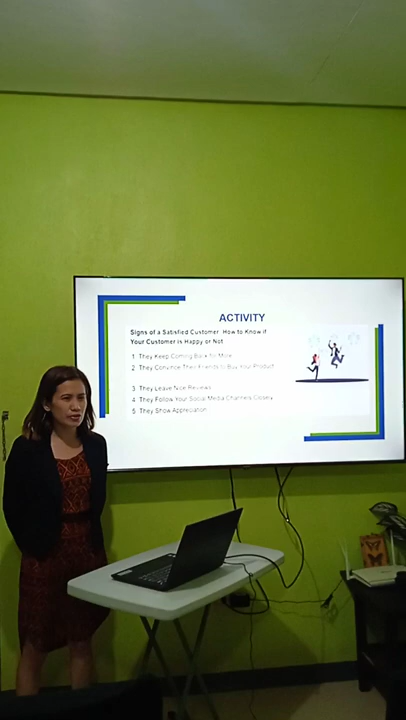 ACTIVITY
Signs of a Satisfied Customer How to Know if
Your Customer is Happy or Not
1 They Keep Coming Back for More
2 They Convince Their Friends to Buy Your Product
3 They Leave Nice Reviews
4 They Follow Your Social Media Channels Closely
5 They Show Appreciation